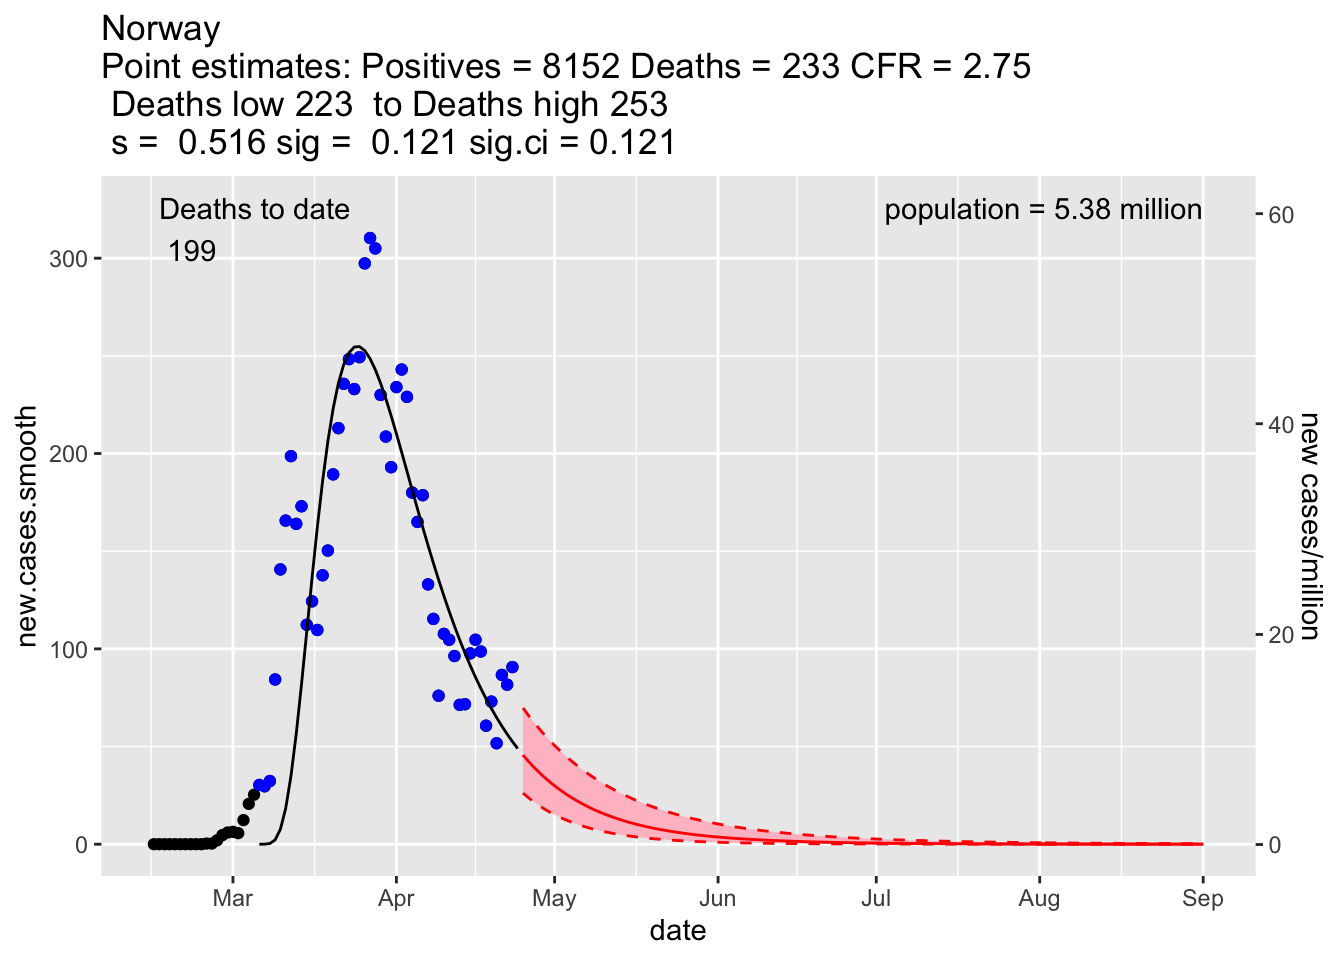 Norway
Point estimates: Positives = 8152 Deaths = 233 CFR = 2.75
Deaths low 223  to Deaths high 253
s =  0.516 sig =  0.121 sig.ci = 0.121
Deaths to date
199
population = 5.38 million
300
200
100
0
new.cases.smooth
60
40
20
0
new cases/million
Mar Apr May Jun Jul Aug Sep
date